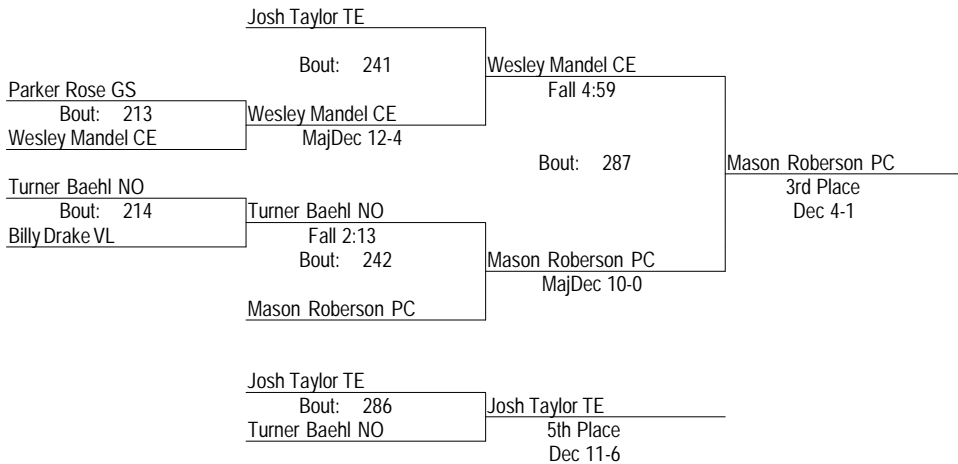 Josh Taylor TE
Bout: 241
Wesley Mandel CE
Fall 4:59
Parker Rose GS
Bout: 213
Wesley Mandel CE
MajDec 12-4
Wesley Mandel CE
Bout: 287
Mason Roberson PC
3rd Place
Dec 4-1
Turner Baehl NO
Bout: 214
Turner Baehl NO
Billy Drake VL
Fall 2:13
Bout: 242
Mason Roberson PC
MajDec 10-0
Mason Roberson PC
Josh Taylor TE
Bout: 286
Josh Taylor TE
Turner Baehl NO
5th Place
Dec 11-6